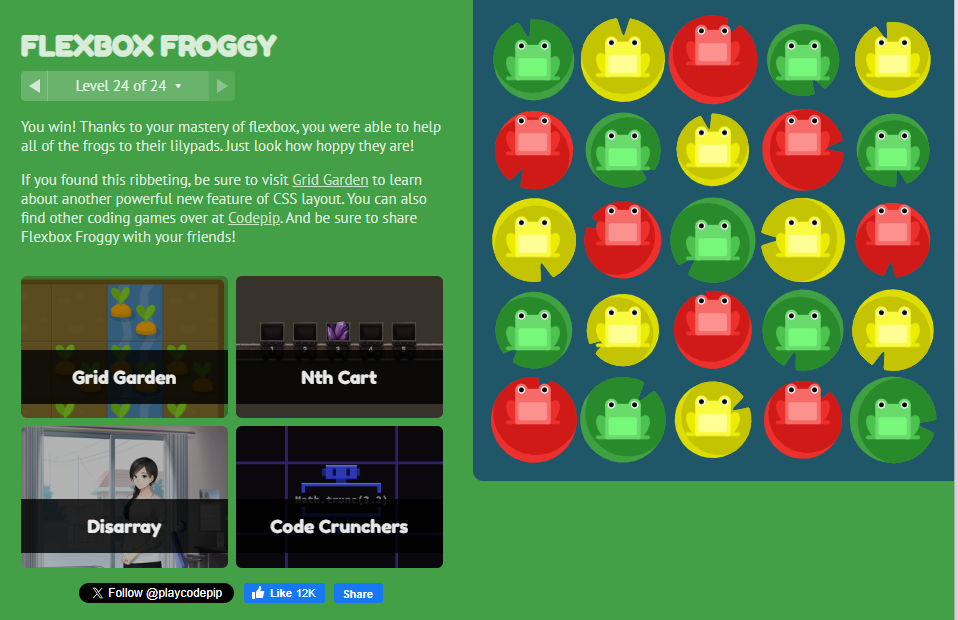 FLEXBOX FROGGY
Level 24 of 24
You win! Thanks to your mastery of flexbox, you were able to help
all of the frogs to their lilypads. Just look how hoppy they are!
If you found this ribbeting, be sure to visit Grid Garden to learn
about another powerful new feature of CSS layout. You can also
find other coding games over at Codepip. And be sure to share
Flexbox Froggy with your friends!
Grid Garden
1 2 3 4 5
Nth Cart
Disarray
Math.trunc(3.2)
Code Crunchers
Follow @playcodepip
Like 12K
Share